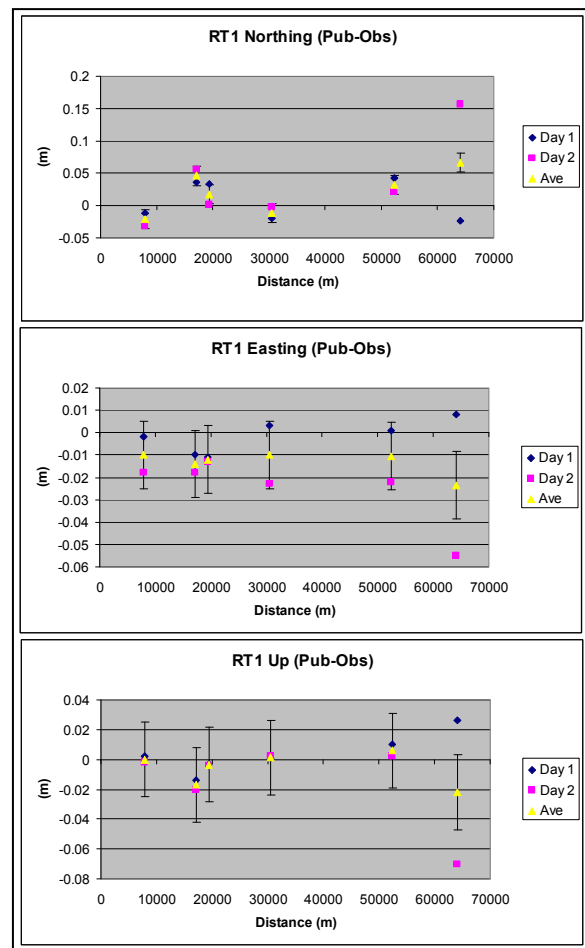 RT1 Northing (Pub-Obs)
0.2
0.15
0.1
0.05
0
-0.05
(m)
0 10000 20000 30000 40000 50000 60000 70000
Distance (m)
Day 1
Day 2
Ave
RT1 Easting (Pub-Obs)
0.02
0.01
0
-0.01
-0.02
-0.03
-0.04
-0.05
-0.06
(m)
0 10000 20000 30000 40000 50000 60000 70000
Distance (m)
Day 1
Day 2
Ave
RT1 Up (Pub-Obs)
0.04
0.02
0
-0.02
-0.04
-0.06
-0.08
(m)
0 10000 20000 30000 40000 50000 60000 70000
Distance (m)
Day 1
Day 2
Ave